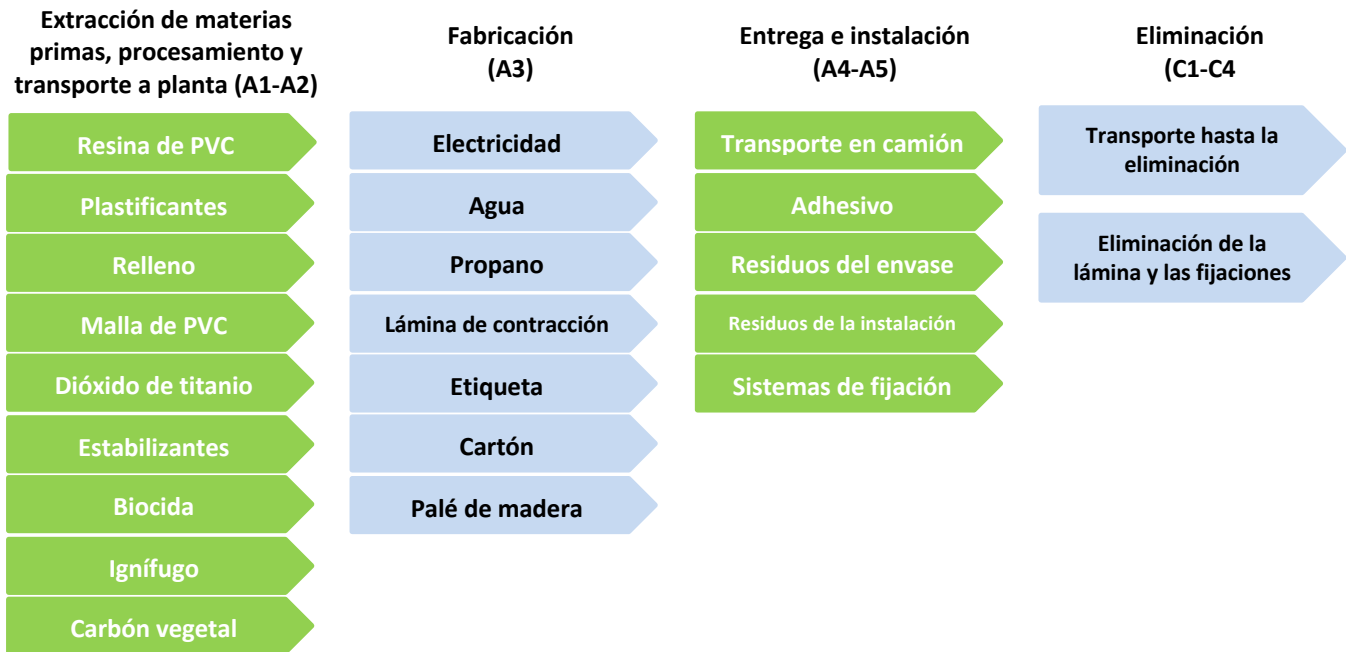 Extracción de materias
primas, procesamiento y
transporte a planta (A1-A2)
Resina de PVC
Plastificantes
Relleno
Malla de PVC
Dióxido de titanio
Estabilizantes
Biocida
Ignífugo
Carbón vegetal
Fabricación
(A3)
Electricidad
Agua
Propano
Lámina de contracción
Etiqueta
Cartón
Palé de madera
Entrega e instalación
(A4-A5)
Transporte en camión
Adhesivo
Residuos del envase
Residuos de la instalación
Sistemas de fijación
Eliminación
(C1-C4
Transporte hasta la
eliminación
Eliminación de la
lámina y las fijaciones